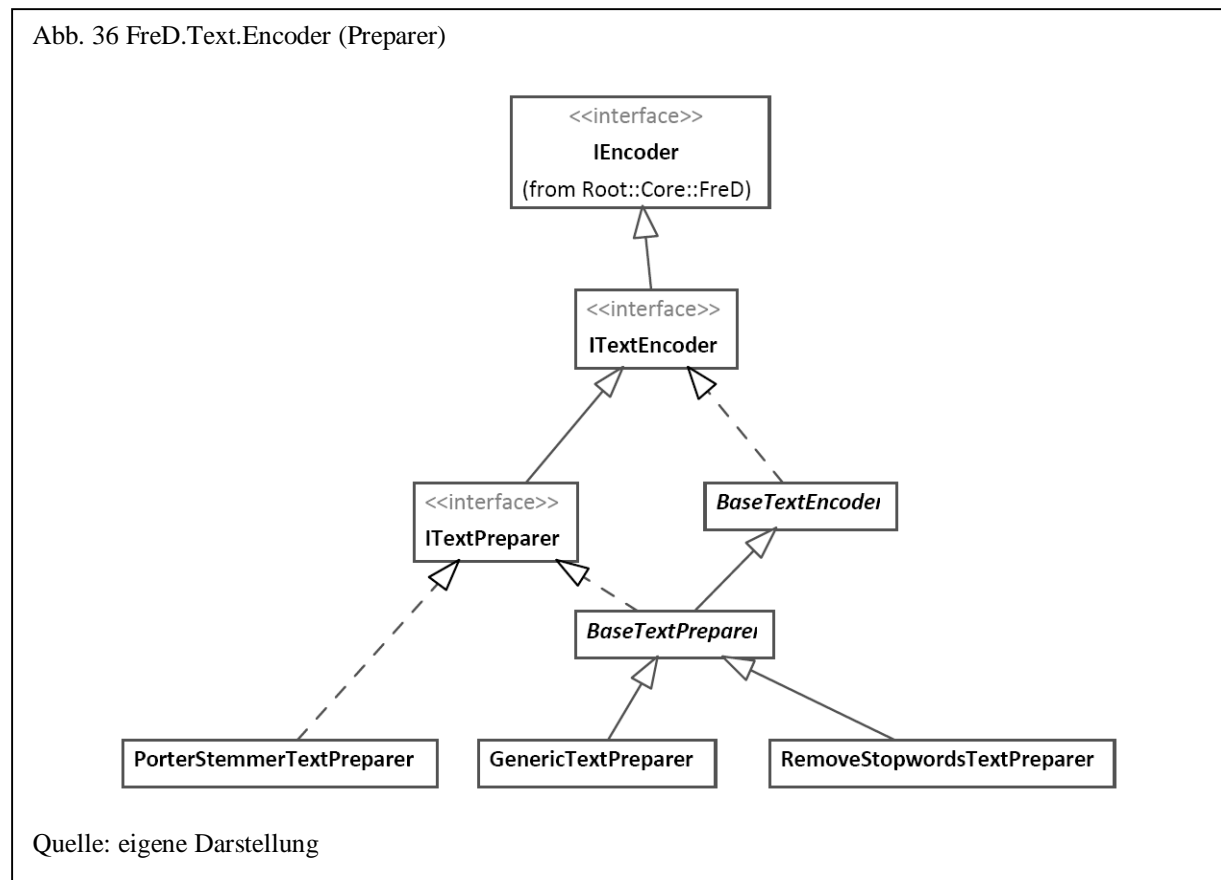 Abb. 36 FreD.Text.Encoder (Preparer)
<<interface>>
IEncoder
(from Root::Core::FreD)
<<interface>>
ITextEncoder
<<interface>>
ITextPreparer
BaseTextEncoder
BaseTextPreparer
PorterStemmerTextPreparer
GenericTextPreparer
RemoveStopwordsTextPreparer
Quelle: eigene Darstellung